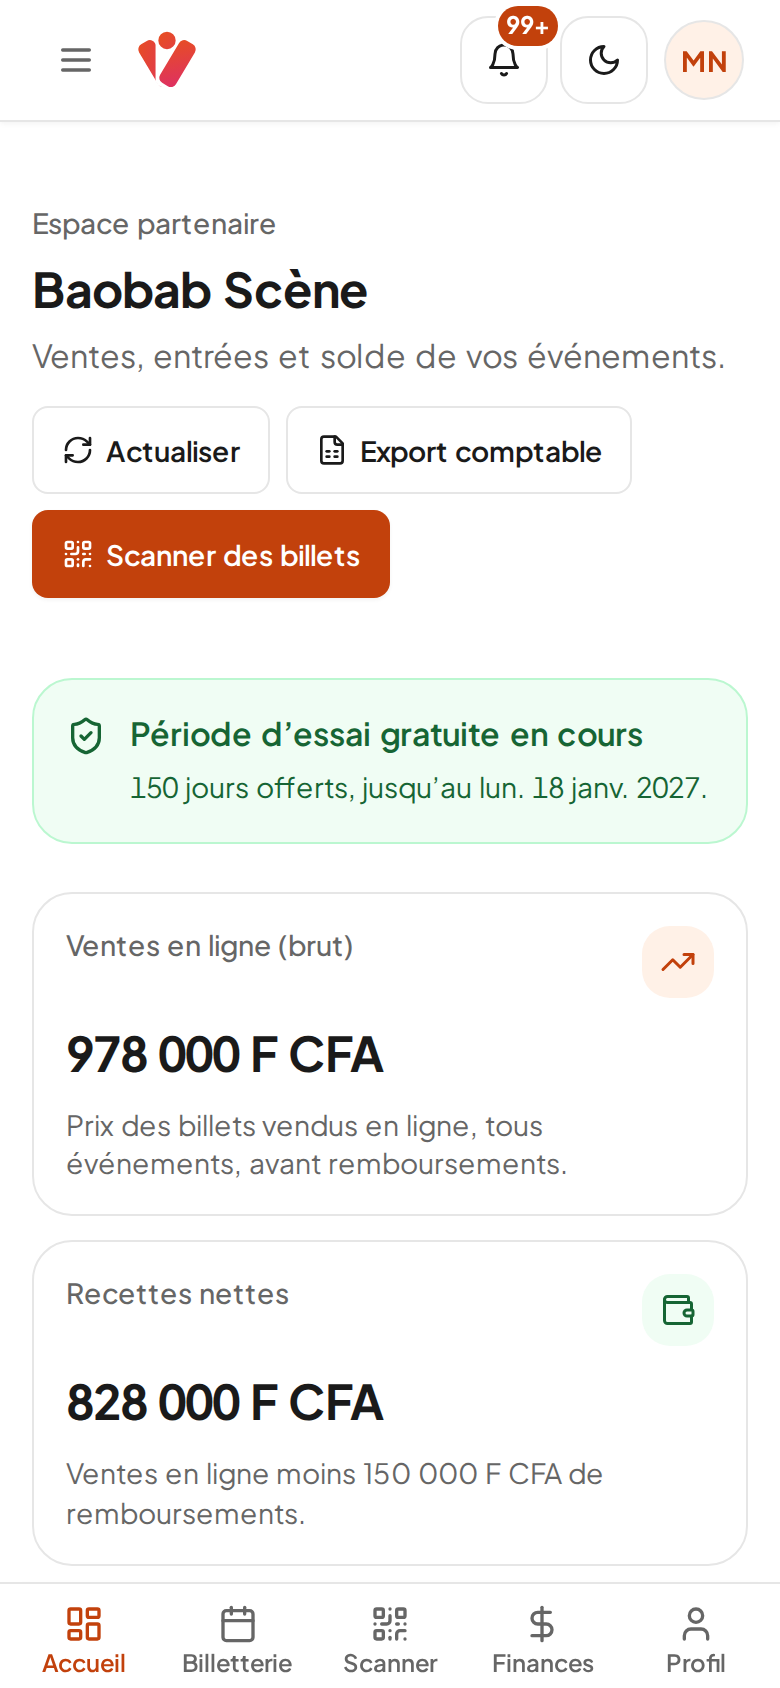 99+
MN
Espace partenaire
Baobab Scène
Ventes, entrées et solde de vos événements.
Actualiser
Export comptable
Scanner des billets
Période d’essai gratuite en cours
150 jours offerts, jusqu’au lun. 18 janv. 2027.
Ventes en ligne (brut)
978 000 F CFA
Prix des billets vendus en ligne, tous
événements, avant remboursements.
Recettes nettes
828 000 F CFA
Ventes en ligne moins 150 000 F CFA de
remboursements.
Accueil
Billetterie
Scanner
Finances
Profil